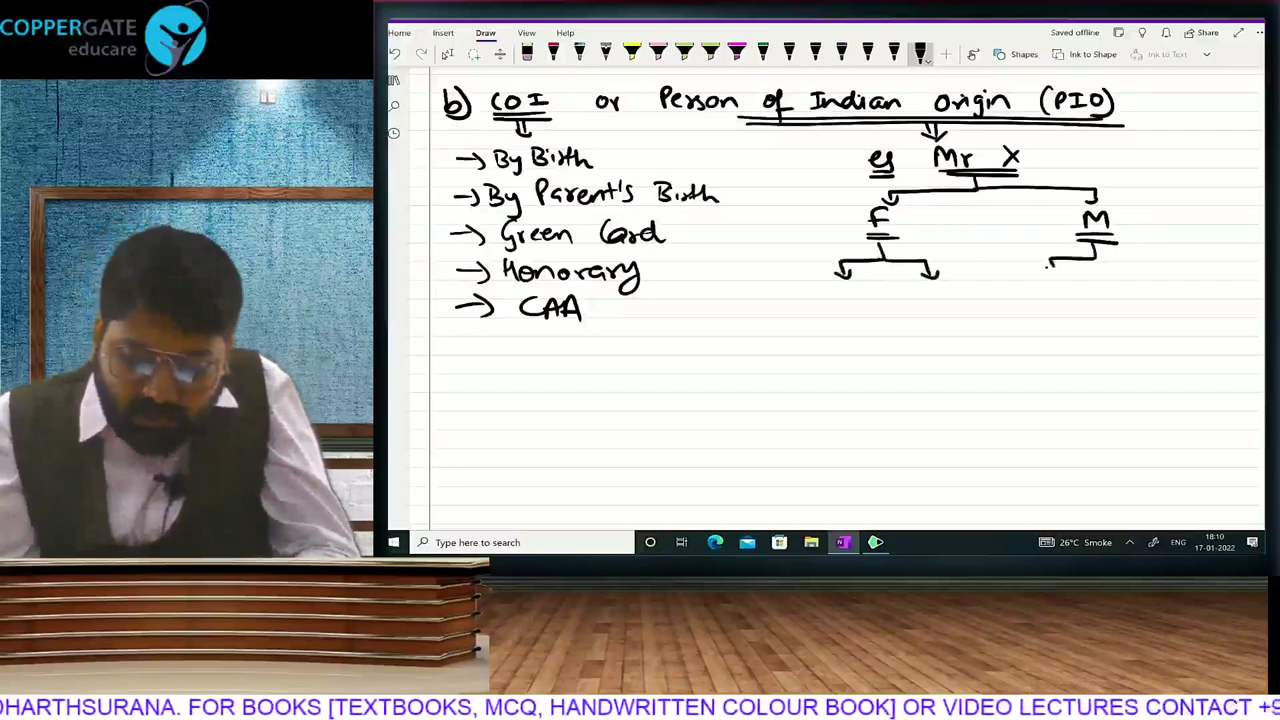 COPPERGATE
educare
Home Insert Draw View Help
Saved offline
Share
Shapes
Ink to Shape
Ink to Text
b) COI or Person of Indian Origin (PIO)
→ By Birth
eg Mr X
→ By Parent's Birth
F M
→ Green Card
→ Honorary
→ CAA
Type here to search
26°C Smoke
ENG
18:10
17-01-2022
DHARTHSURANA. FOR BOOKS [TEXTBOOKS, MCQ, HANDWRITTEN COLOUR BOOK] OR VIDEO LECTURES CONTACT +9